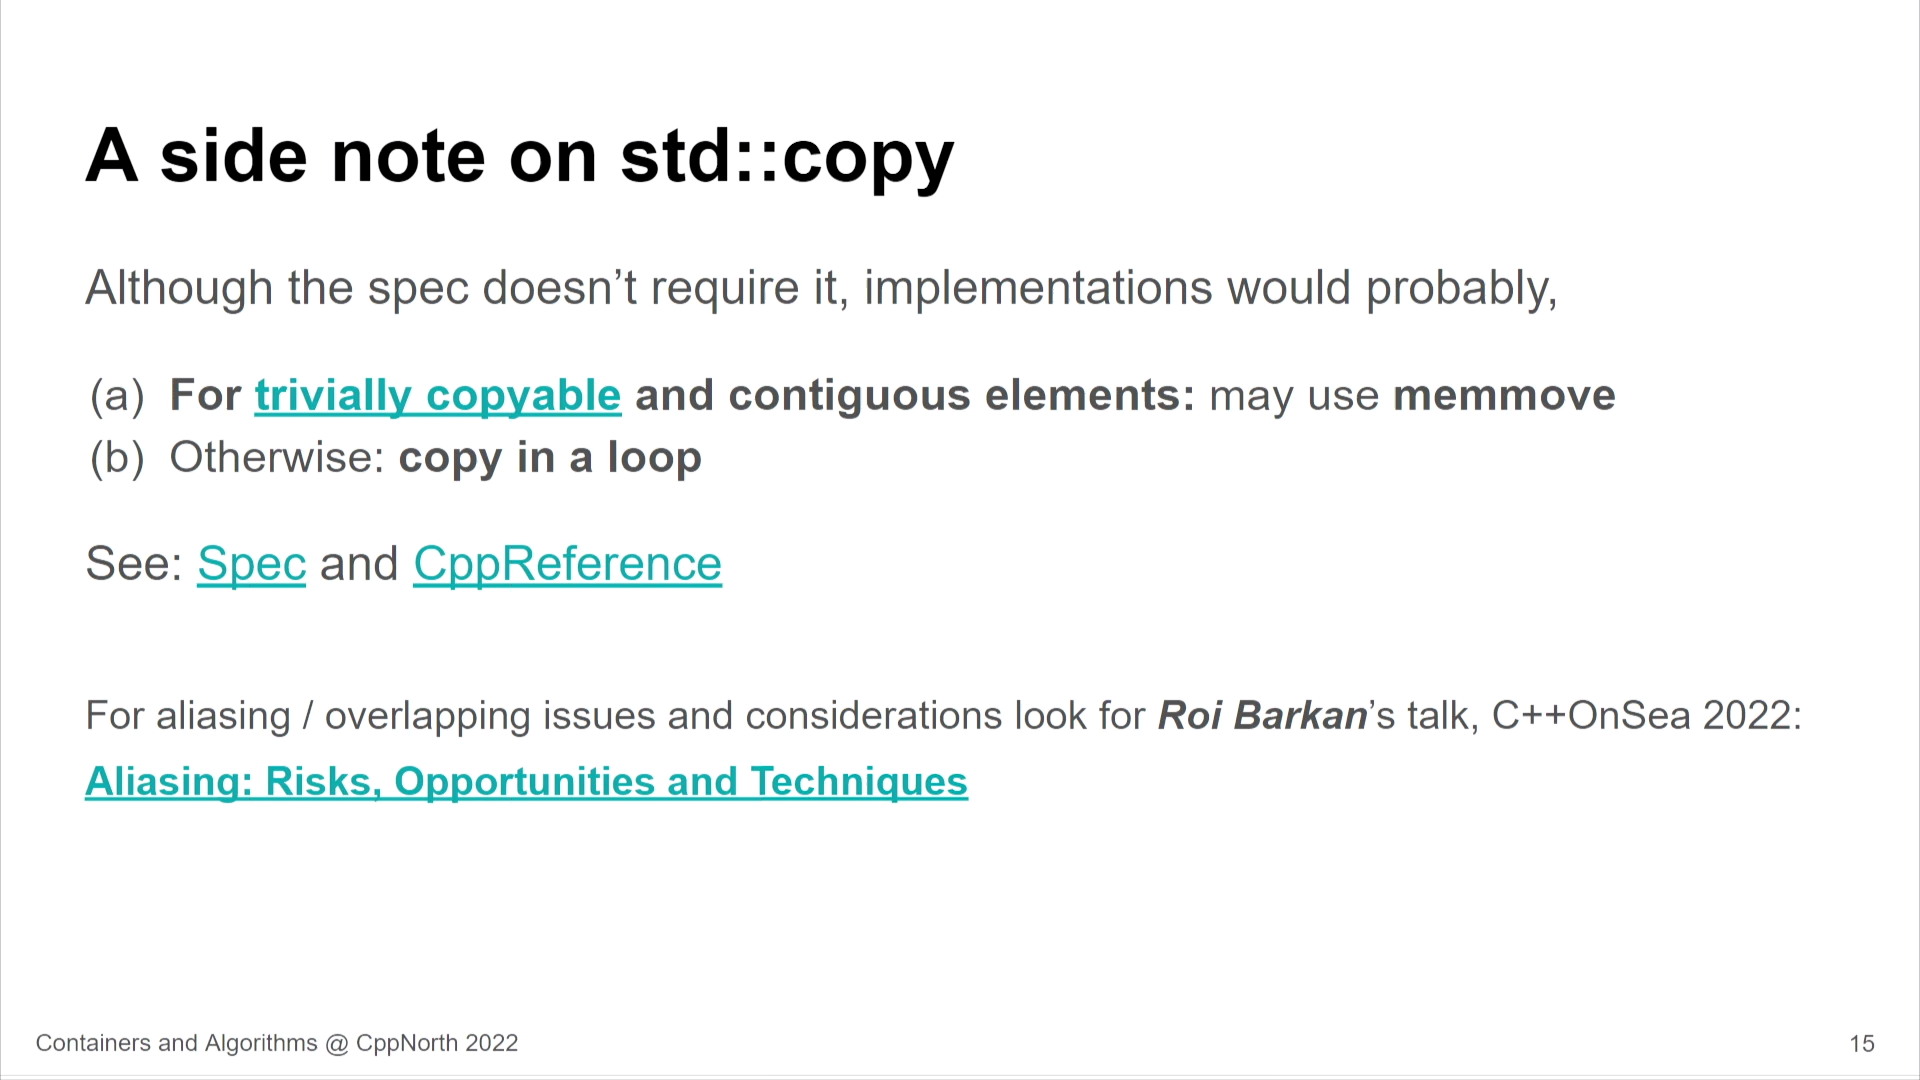 A side note on std::copy
Although the spec doesn’t require it, implementations would probably,
(a) For trivially copyable and contiguous elements: may use memmove
(b) Otherwise: copy in a loop
See: Spec and CppReference
For aliasing / overlapping issues and considerations look for Roi Barkan’s talk, C++OnSea 2022:
Aliasing: Risks, Opportunities and Techniques
Containers and Algorithms @ CppNorth 2022
15